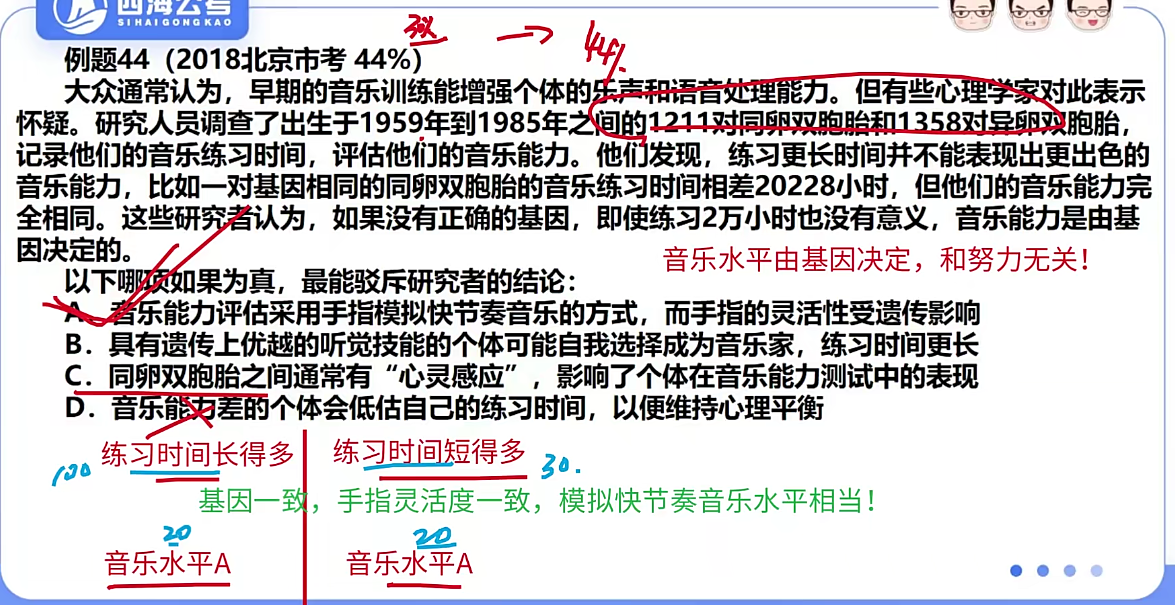 四海公考
SIHAIGONGKAO
44%.
例题44（2018北京市考 44%）
大众通常认为，早期的音乐训练能增强个体的乐声和语音处理能力。但有些心理学家对此表示
怀疑。研究人员调查了出生于1959年到1985年之间的1211对同卵双胞胎和1358对异卵双胞胎，
记录他们的音乐练习时间，评估他们的音乐能力。他们发现，练习更长时间并不能表现出更出色的
音乐能力，比如一对基因相同的同卵双胞胎的音乐练习时间相差20228小时，但他们的音乐能力完
全相同。这些研究者认为，如果没有正确的基因，即使练习2万小时也没有意义，音乐能力是由基
因决定的。
音乐水平由基因决定，和努力无关！
以下哪项如果为真，最能驳斥研究者的结论：
A．音乐能力评估采用手指模拟快节奏音乐的方式，而手指的灵活性受遗传影响
B．具有遗传上优越的听觉技能的个体可能自我选择成为音乐家，练习时间更长
C．同卵双胞胎之间通常有“心灵感应”，影响了个体在音乐能力测试中的表现
D．音乐能力差的个体会低估自己的练习时间，以便维持心理平衡
100 练习时间长得多 练习时间短得多 30.
基因一致，手指灵活度一致，模拟快节奏音乐水平相当！
20 20
音乐水平A 音乐水平A